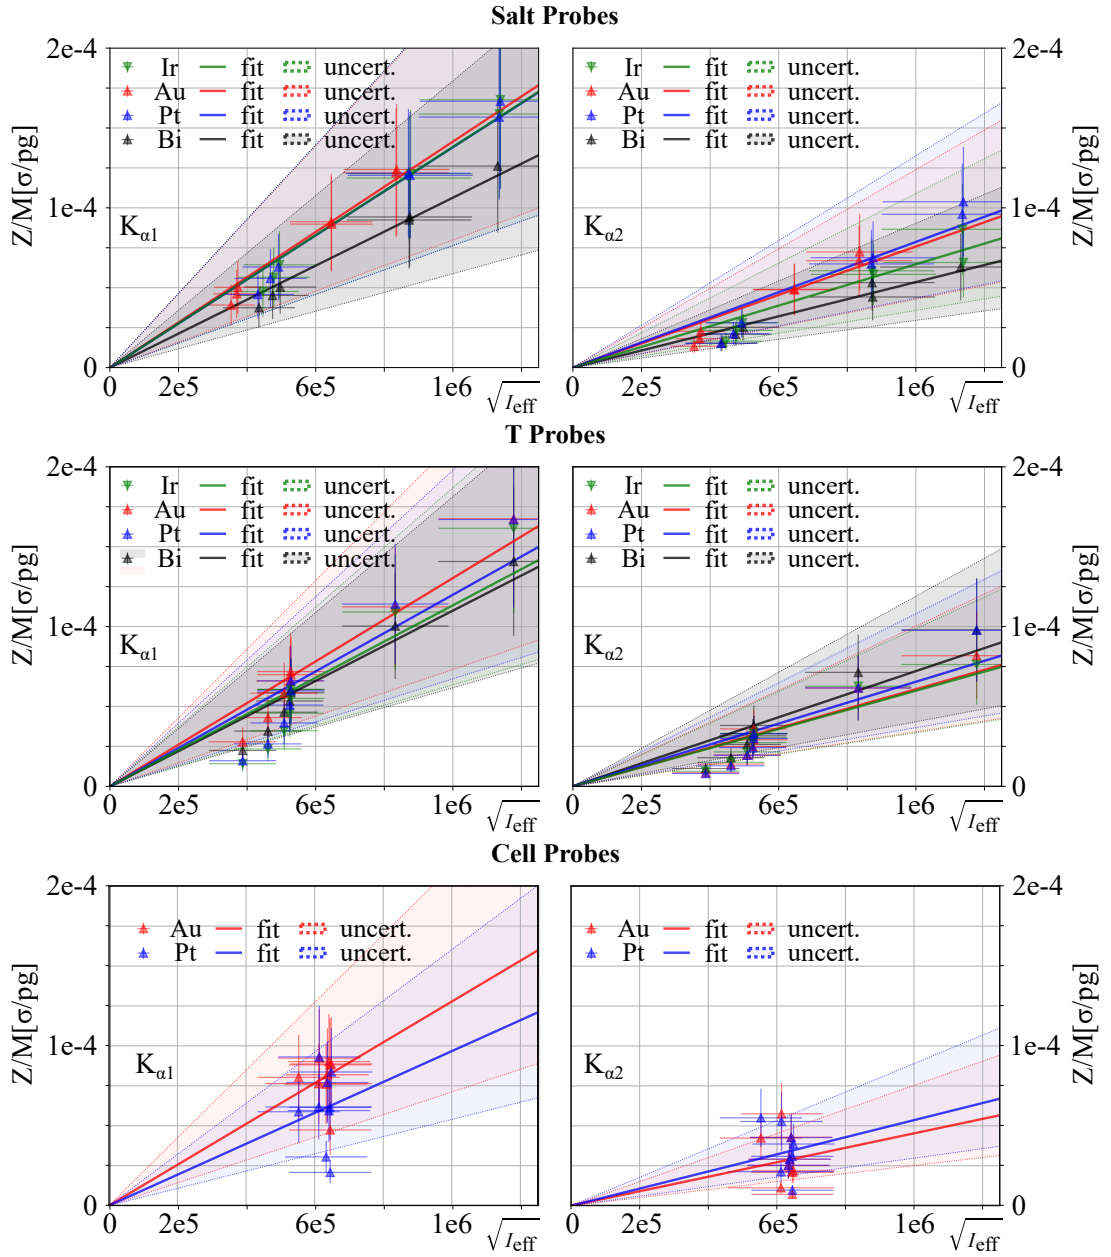 Salt Probes
2e-4
1e-4
0
Z/M[σ/pg]
Ir fit uncert.
Au fit uncert.
Pt fit uncert.
Bi fit uncert.
Kα1
0 2e5 6e5 1e6 √Ieff
Ir fit uncert.
Au fit uncert.
Pt fit uncert.
Bi fit uncert.
Kα2
0 2e5 6e5 1e6 √Ieff
2e-4
1e-4
0
Z/M[σ/pg]
T Probes
2e-4
1e-4
0
Z/M[σ/pg]
Ir fit uncert.
Au fit uncert.
Pt fit uncert.
Bi fit uncert.
Kα1
0 2e5 6e5 1e6 √Ieff
Ir fit uncert.
Au fit uncert.
Pt fit uncert.
Bi fit uncert.
Kα2
0 2e5 6e5 1e6 √Ieff
2e-4
1e-4
0
Z/M[σ/pg]
Cell Probes
2e-4
1e-4
0
Z/M[σ/pg]
Au fit uncert.
Pt fit uncert.
Kα1
0 2e5 6e5 1e6 √Ieff
Au fit uncert.
Pt fit uncert.
Kα2
0 2e5 6e5 1e6 √Ieff
2e-4
1e-4
0
Z/M[σ/pg]